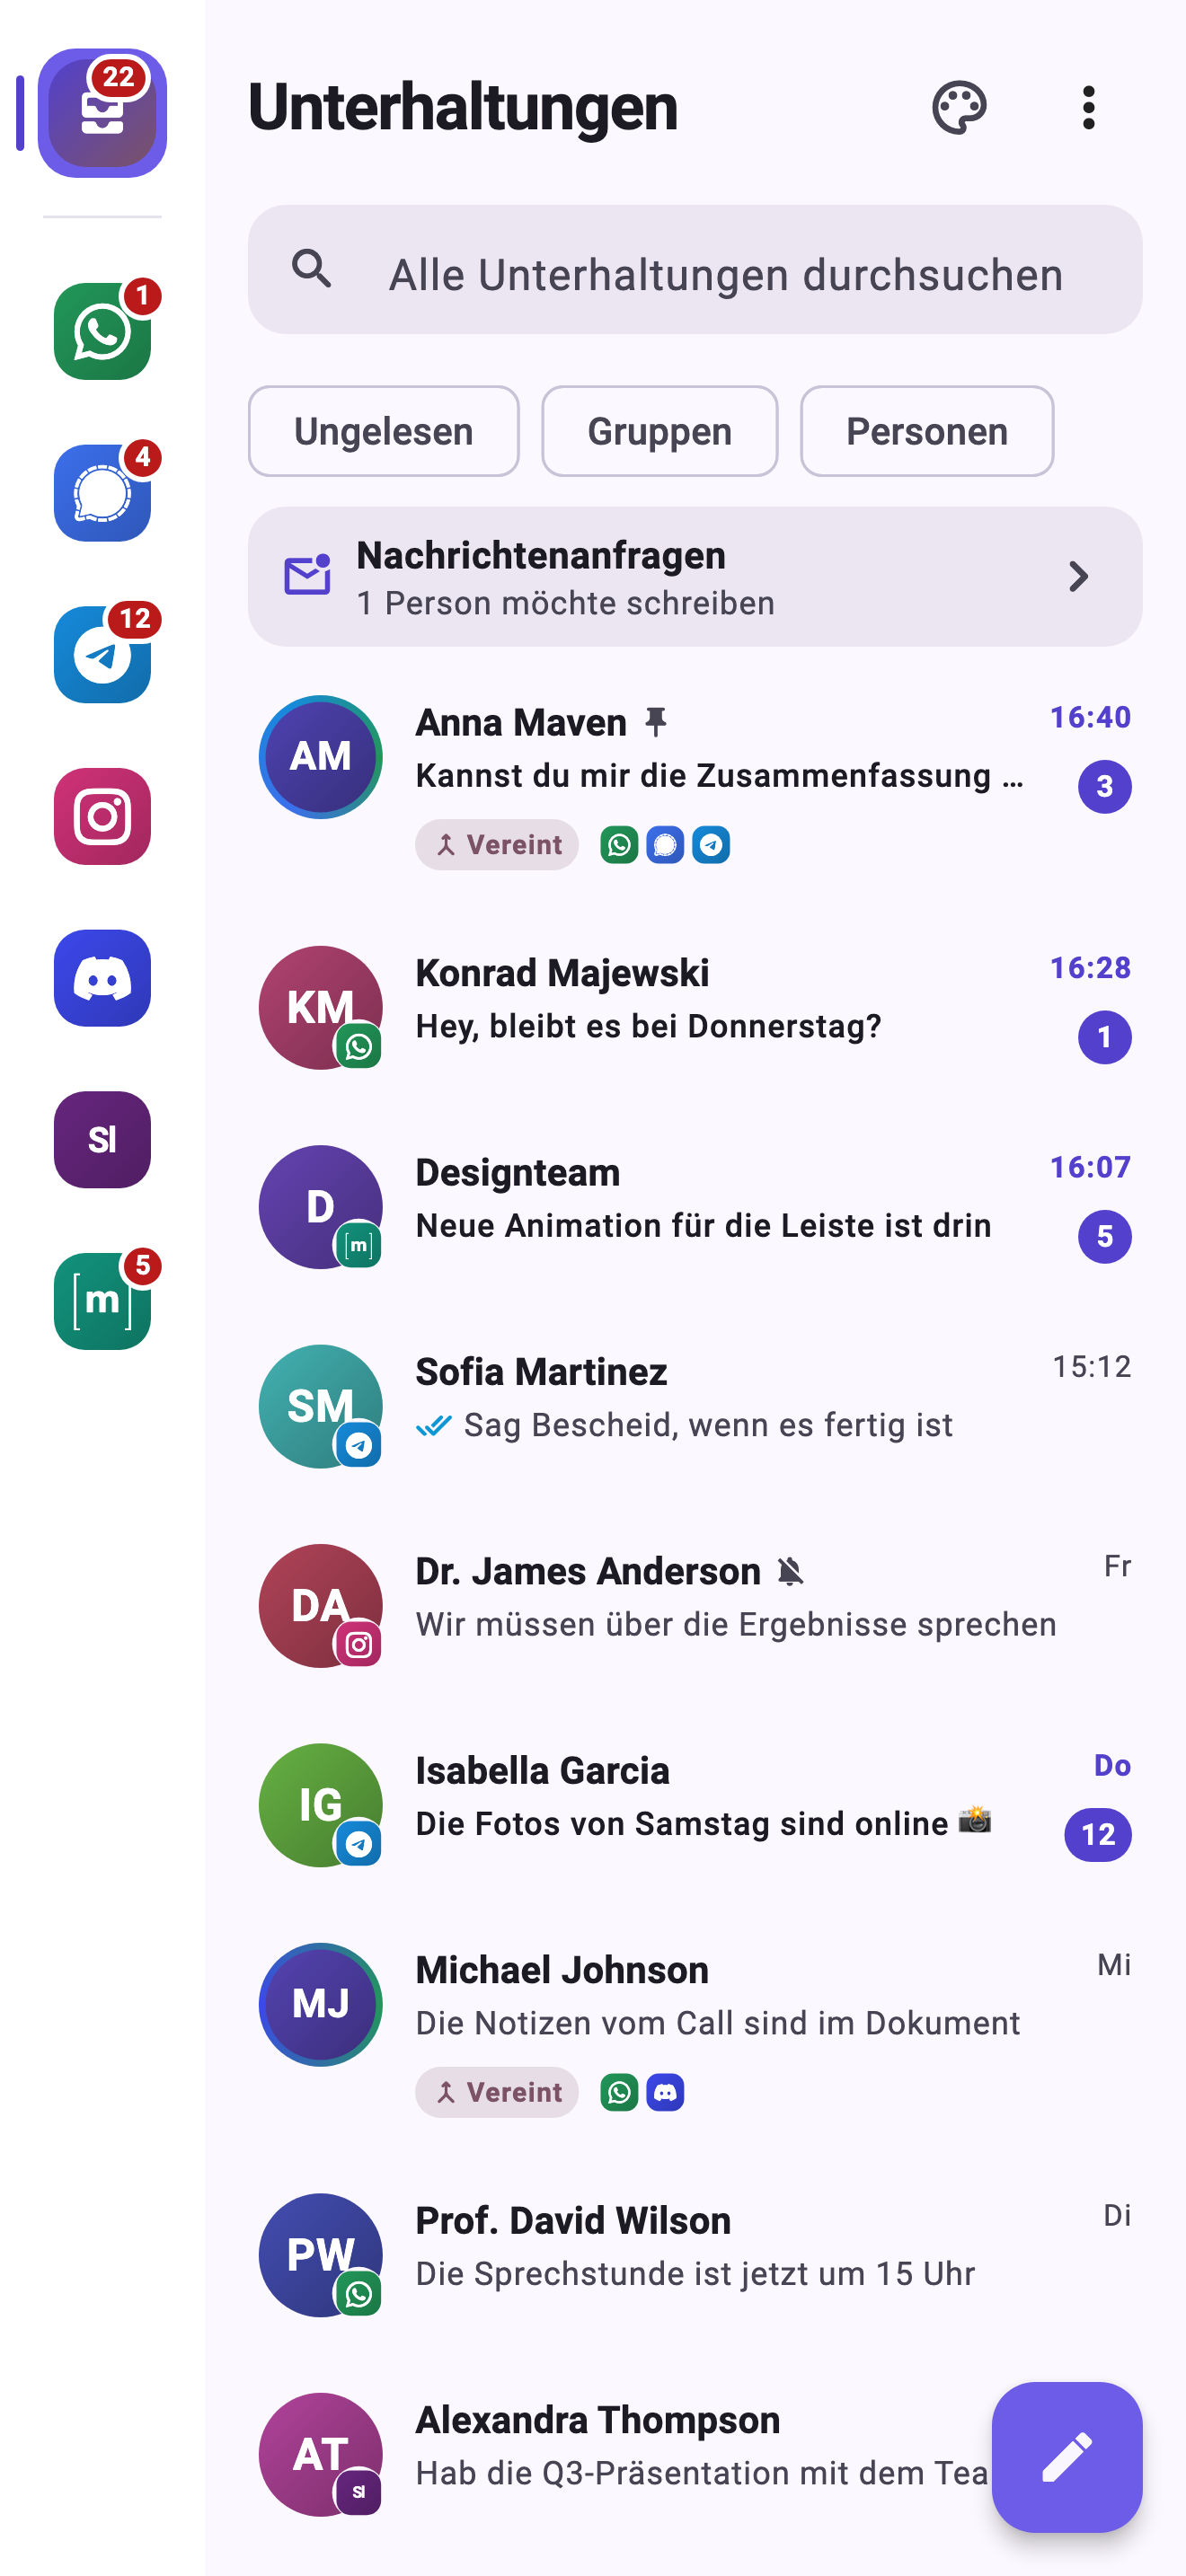 22
Unterhaltungen
Alle Unterhaltungen durchsuchen
Ungelesen Gruppen Personen
Nachrichtenanfragen
1 Person möchte schreiben
1
4
12
Sl
[m]
5
AM
Anna Maven
16:40
Kannst du mir die Zusammenfassung …
3
Vereint
KM
Konrad Majewski
16:28
Hey, bleibt es bei Donnerstag?
1
D
[m]
Designteam
16:07
Neue Animation für die Leiste ist drin
5
SM
Sofia Martinez
15:12
Sag Bescheid, wenn es fertig ist
DA
Dr. James Anderson
Fr
Wir müssen über die Ergebnisse sprechen
IG
Isabella Garcia
Do
Die Fotos von Samstag sind online 📸
12
MJ
Michael Johnson
Mi
Die Notizen vom Call sind im Dokument
Vereint
PW
Prof. David Wilson
Di
Die Sprechstunde ist jetzt um 15 Uhr
AT
Sl
Alexandra Thompson
Hab die Q3-Präsentation mit dem Tea